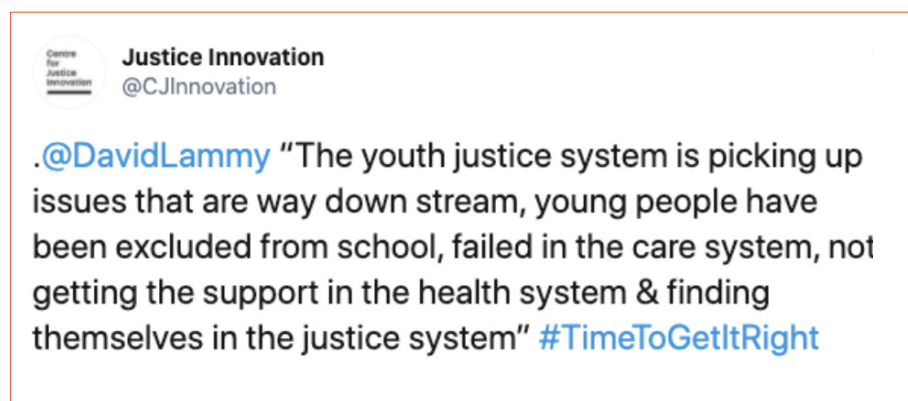 Centre
for
Justice
Innovation
Justice Innovation
@CJInnovation
.@DavidLammy “The youth justice system is picking up
issues that are way down stream, young people have
been excluded from school, failed in the care system, not
getting the support in the health system & finding
themselves in the justice system” #TimeToGetItRight